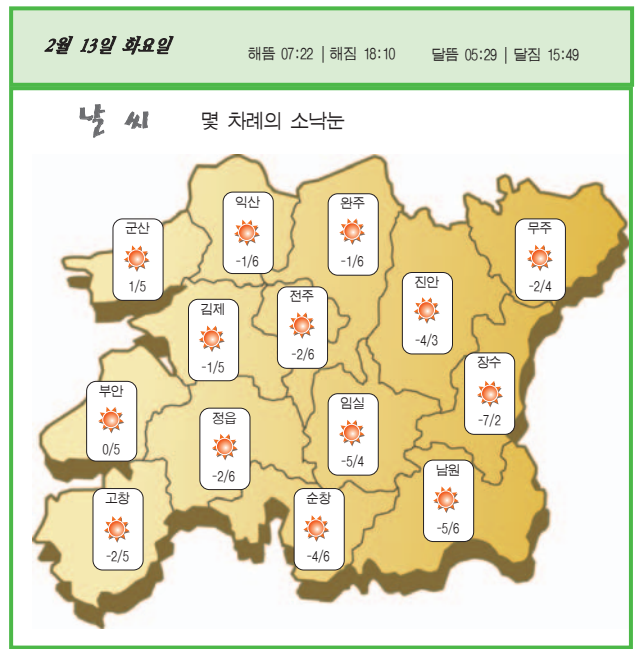 2월 13일 화요일
해뜸 07:22 | 해짐 18:10 달뜸 05:29 | 달짐 15:49
날 씨 몇 차례의 소낙눈
익산
-1/6
완주
-1/6
군산
1/5
무주
-2/4
진안
-4/3
전주
-2/6
김제
-1/5
장수
-7/2
부안
0/5
임실
-5/4
정읍
-2/6
남원
-5/6
고창
-2/5
순창
-4/6